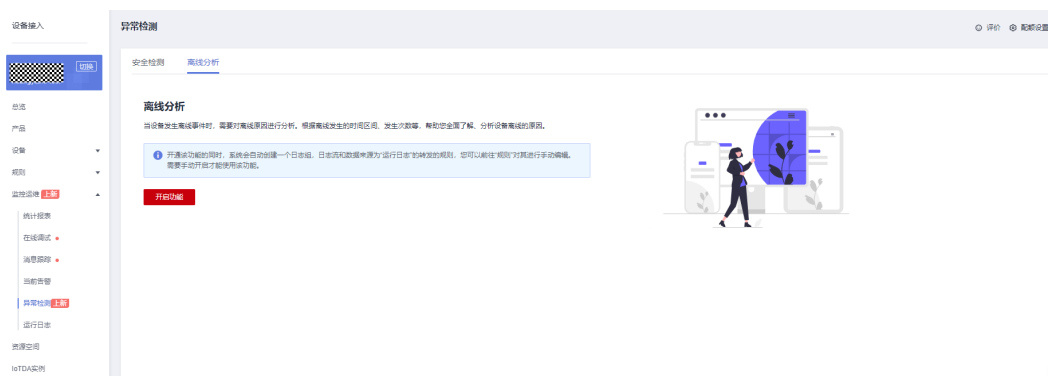 设备接入
异常检测
评价
配额设置
切换
安全检测
离线分析
总览
产品
设备
规则
监控运维 上新
统计报表
在线调试
消息跟踪
当前告警
异常检测 上新
运行日志
资源空间
IoTDA实例
离线分析
当设备发生离线事件时，需要对离线原因进行分析。根据离线发生的时间区间、发生次数等，帮助您全面了解、分析设备离线的原因。
开通该功能的同时，系统会自动创建一个日志组、日志流和数据来源为“运行日志”的转发的规则，您可以前往“规则”对其进行手动编辑。
需要手动开启才能使用该功能。
开启功能